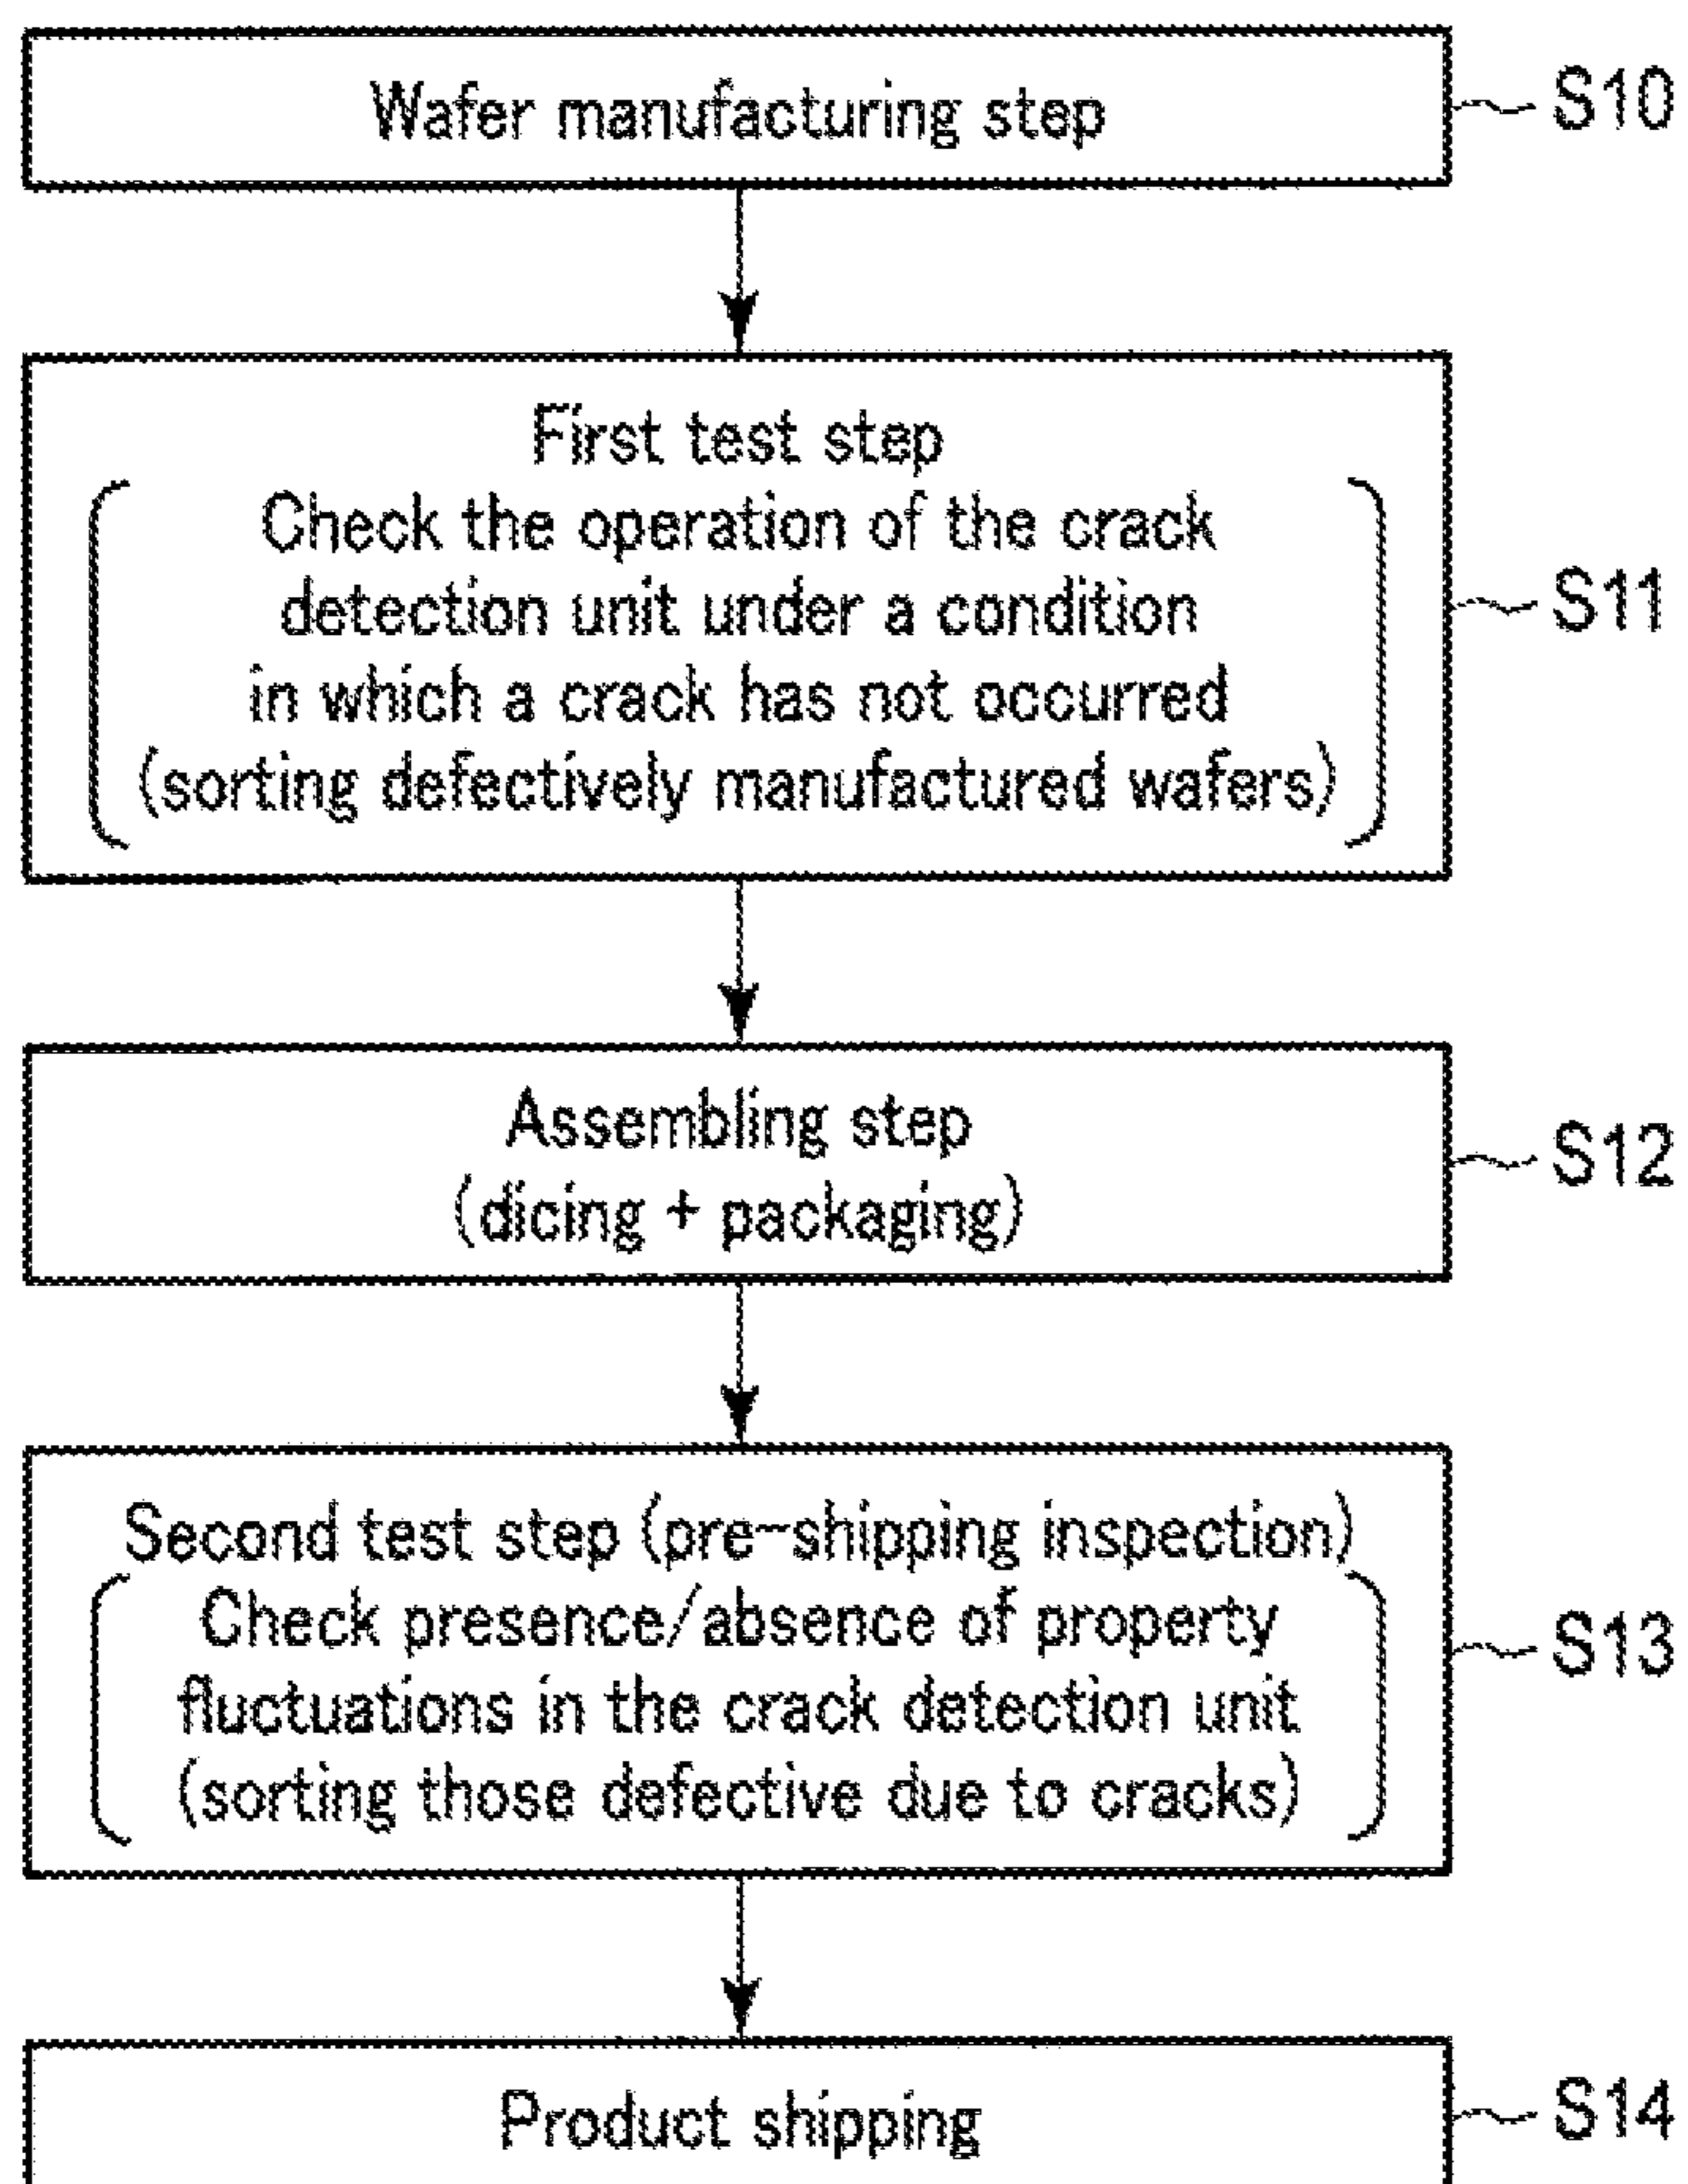 Wafer manufacturing step
S10
First test step
Check the operation of the crack
detection unit under a condition
in which a crack has not occurred
(sorting defectively manufactured wafers)
S11
Assembling step
(dicing + packaging)
S12
Second test step (pre-shipping inspection)
Check presence/absence of property
fluctuations in the crack detection unit
(sorting those defective due to cracks)
S13
Product shipping
S14